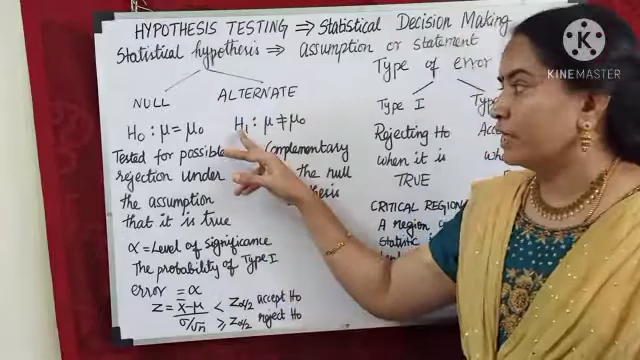 HYPOTHESIS TESTING ⇒ Statistical Decision Making
Statistical hypothesis ⇒ assumption or statement
NULL
H₀ : μ = μ₀
Tested for possible
rejection under
the assumption
that it is true
ALTERNATE
H₁ : μ ≠ μ₀
Complementary
the null
α = Level of significance
The probability of Type I
error = α
Z = x̄-μ / σ/√n < Zα/2 accept H₀
≥ Zα/2 reject H₀
Type of error
Type I
Rejecting H₀
when it is
TRUE
CRITICAL REGION
A region
KINEMASTER